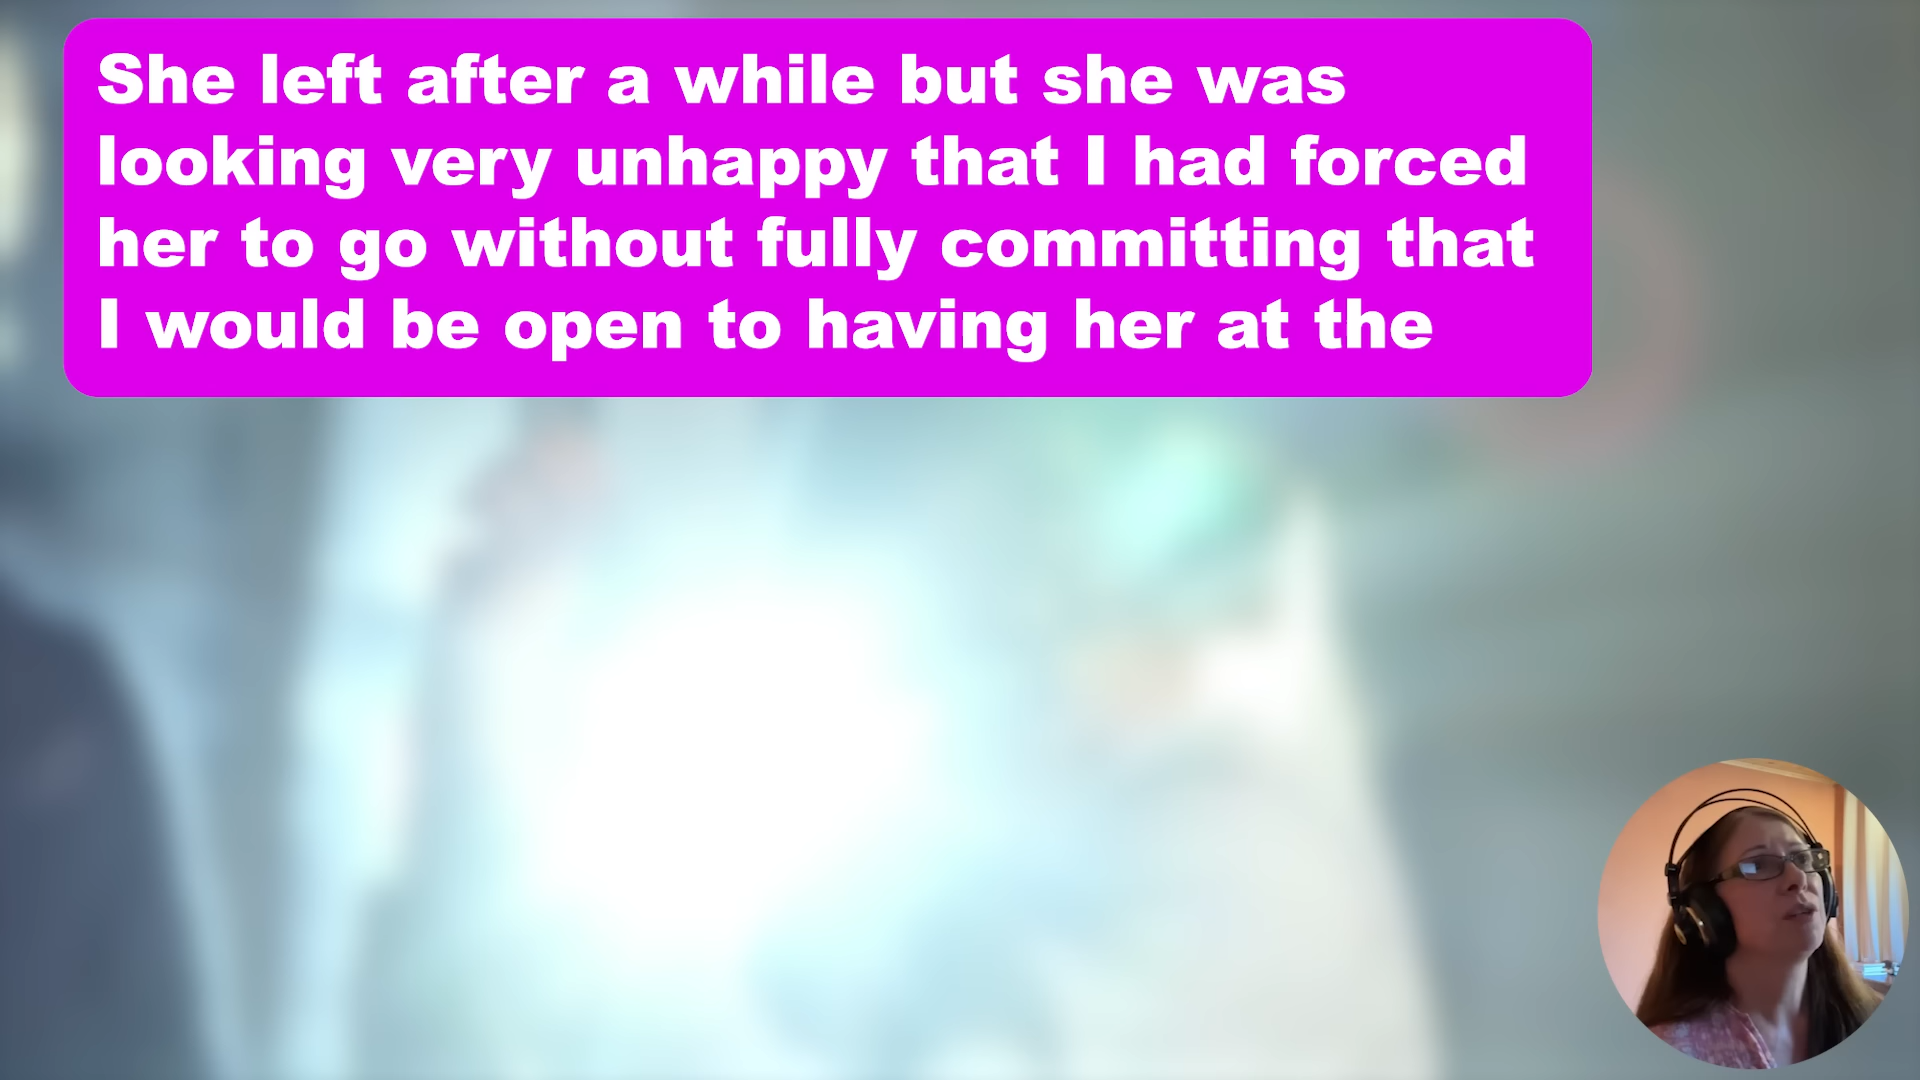 She left after a while but she was
looking very unhappy that I had forced
her to go without fully committing that
I would be open to having her at the